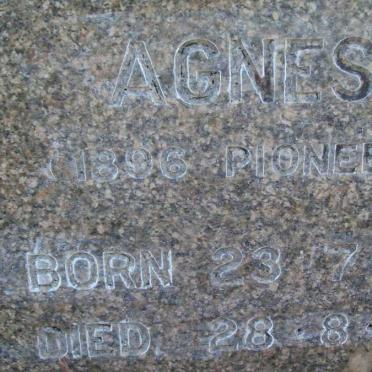 AGNES
1896 PIONEE
BORN 23 7
DIED. 28-8-